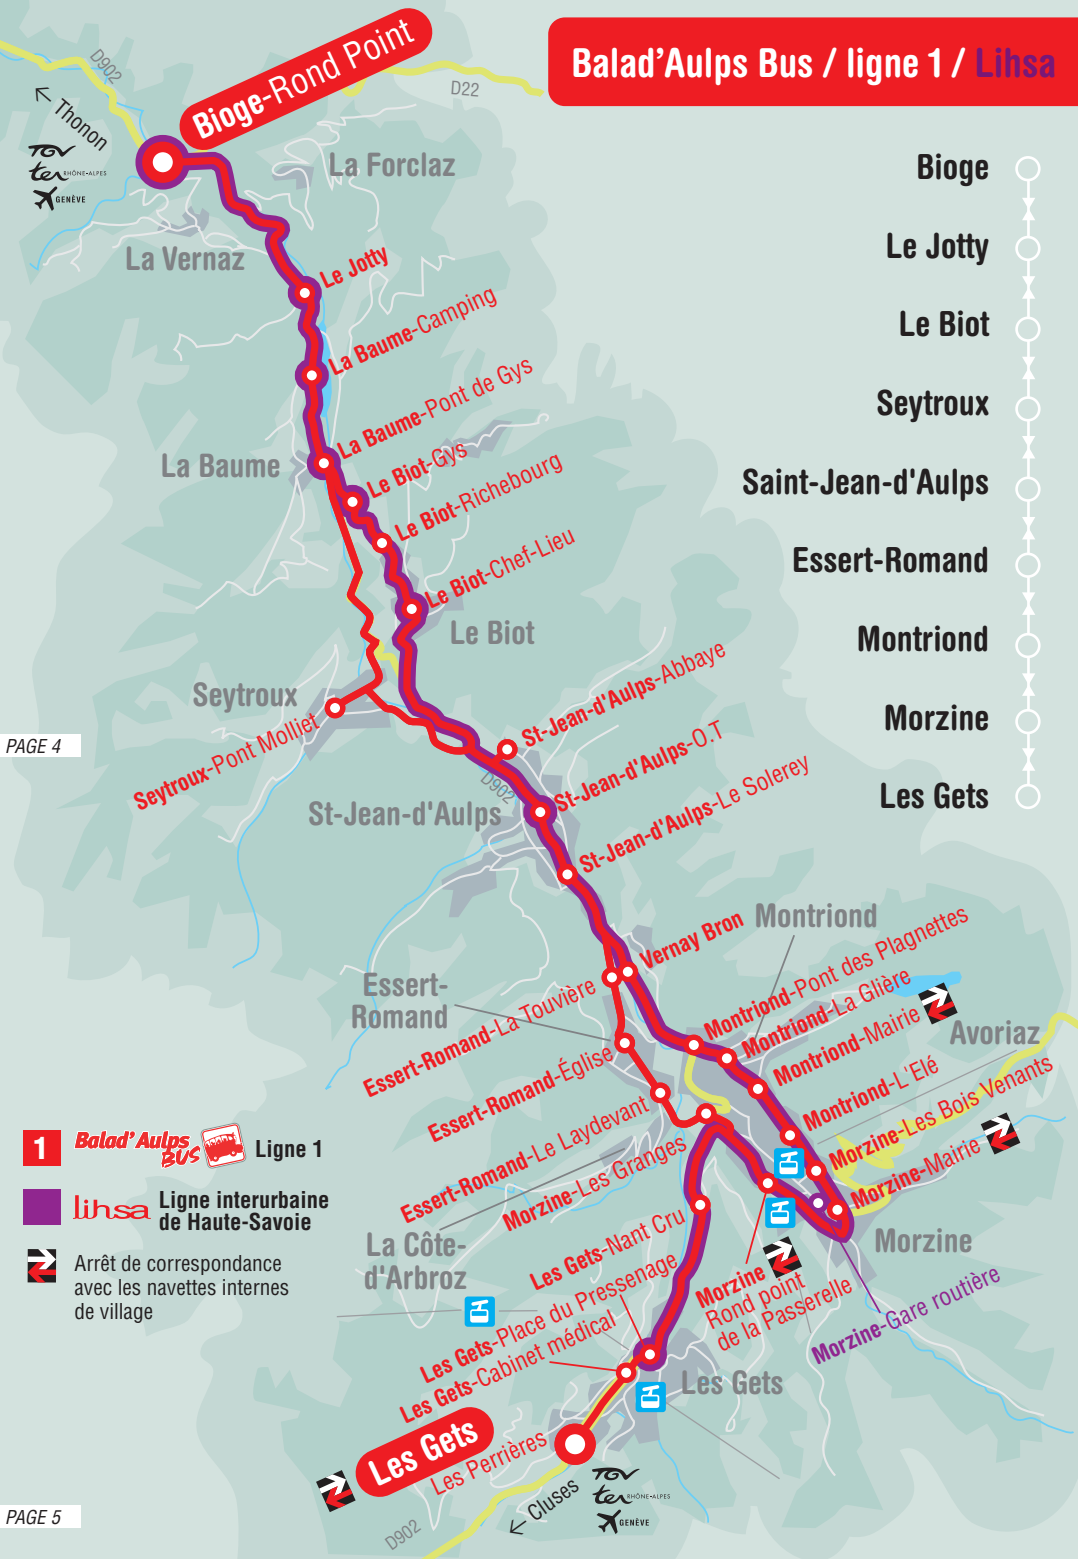 Balad'Aulps Bus / ligne 1 / Lihsa
D902
Bioge-Rond Point
D22
Thonon
TGV
ter RHÔNE-ALPES
GENÈVE
La Forclaz
La Vernaz
Le Jotty
La Baume-Camping
La Baume-Pont de Gys
La Baume
Le Biot-Gys
Le Biot-Richebourg
Le Biot-Chef-Lieu
Le Biot
Seytroux
Seytroux-Pont Molliet
St-Jean-d'Aulps-Abbaye
St-Jean-d'Aulps-O.T
D902
St-Jean-d'Aulps
St-Jean-d'Aulps-Le Solerey
Bioge
Le Jotty
Le Biot
Seytroux
Saint-Jean-d'Aulps
Essert-Romand
Montriond
Morzine
Les Gets
PAGE 4
Vernay Bron
Montriond
Essert-
Romand
Essert-Romand-La Touvière
Essert-Romand-Église
Essert-Romand-Le Laydevant
Montriond-Pont des Plagnettes
Montriond-La Glière
Montriond-Mairie
Avoriaz
Montriond-L'Elé
Morzine-Les Bois Venants
Morzine-Mairie
Morzine-Les Granges
Morzine
La Côte-
d'Arbroz
Les Gets-Nant Cru
Les Gets-Place du Pressenage
Les Gets-Cabinet médical
Morzine
Rond point
de la Passerelle
Morzine-Gare routière
Les Gets
Les Gets
Les Perrières
Cluses
TGV
ter RHÔNE-ALPES
GENÈVE
D902
1 Balad'Aulps BUS Ligne 1
lihsa Ligne interurbaine
de Haute-Savoie
Arrêt de correspondance
avec les navettes internes
de village
PAGE 5